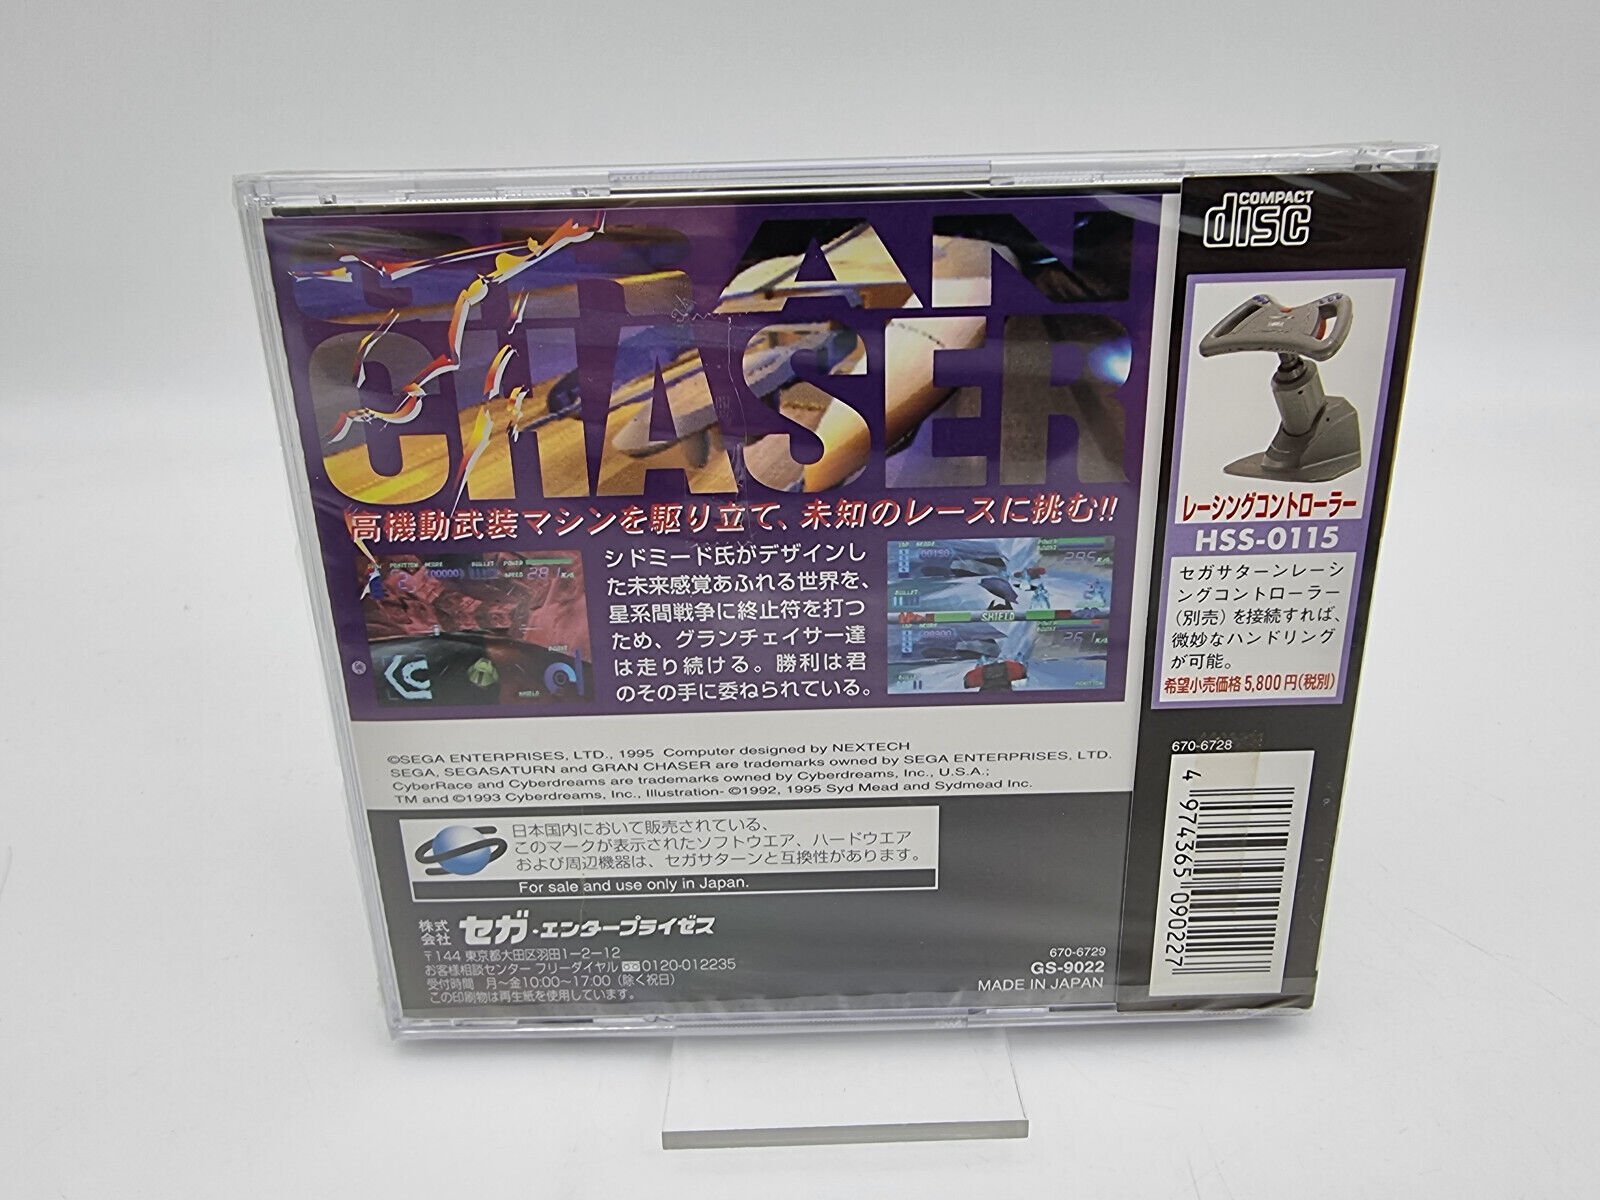 GRAN
CHASER
高機動武装マシンを駆り立て、未知のレースに挑む!!
シドミード氏がデザインし
た未来感覚あふれる世界を、
星系間戦争に終止符を打つ
ため、グランチェイサー達
は走り続ける。勝利は君
のその手に委ねられている。
POSITION
BULLET
POWER
SPEED 281 K/h
SHIELD
POWER
295 K/h
BULLET
SHIELD
261 K/h
BULLET
POSITION
©SEGA ENTERPRISES, LTD., 1995 Computer designed by NEXTECH
SEGA, SEGASATURN and GRAN CHASER are trademarks owned by SEGA ENTERPRISES, LTD.
CyberRace and Cyberdreams are trademarks owned by Cyberdreams, Inc., U.S.A.;
TM and ©1993 Cyberdreams, Inc., Illustration- ©1992, 1995 Syd Mead and Sydmead Inc.
日本国内において販売されている、
このマークが表示されたソフトウエア、ハードウエア
および周辺機器は、セガサターンと互換性があります。
For sale and use only in Japan.
株式会社 セガ・エンタープライゼス
〒144 東京都大田区羽田1-2-12
お客様相談センター フリーダイヤル 0120-012235
受付時間 月〜金10:00〜17:00 (除く祝日)
この印刷物は再生紙を使用しています。
670-6729
GS-9022
MADE IN JAPAN
COMPACT
disc
レーシングコントローラー
HSS-0115
セガサターンレーシ
ングコントローラー
(別売)を接続すれば、
微妙なハンドリング
が可能。
希望小売価格 5,800円(税別)
670-6728
4 974365 090227